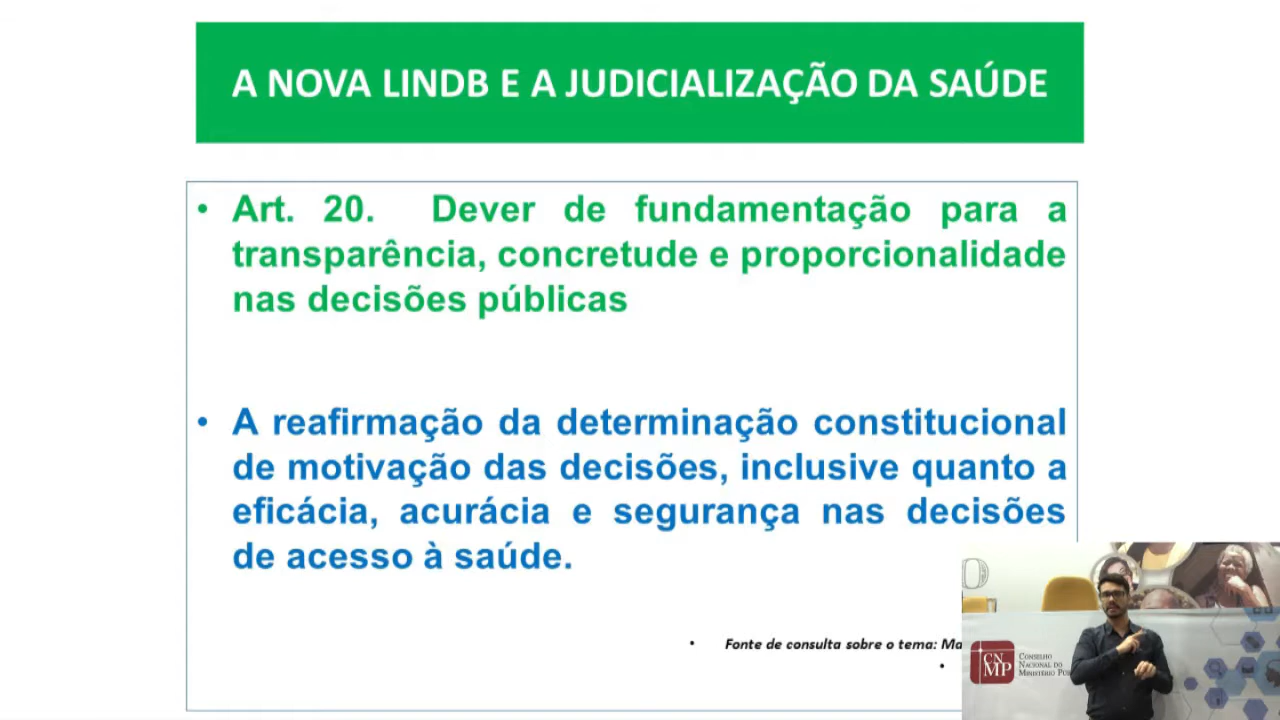 A NOVA LINDB E A JUDICIALIZAÇÃO DA SAÚDE
• Art. 20. Dever de fundamentação para a
transparência, concretude e proporcionalidade
nas decisões públicas
• A reafirmação da determinação constitucional
de motivação das decisões, inclusive quanto a
eficácia, acurácia e segurança nas decisões
de acesso à saúde.
• Fonte de consulta sobre o tema:
•
CN
MP
CONSELHO
NACIONAL DO
MINISTÉRIO